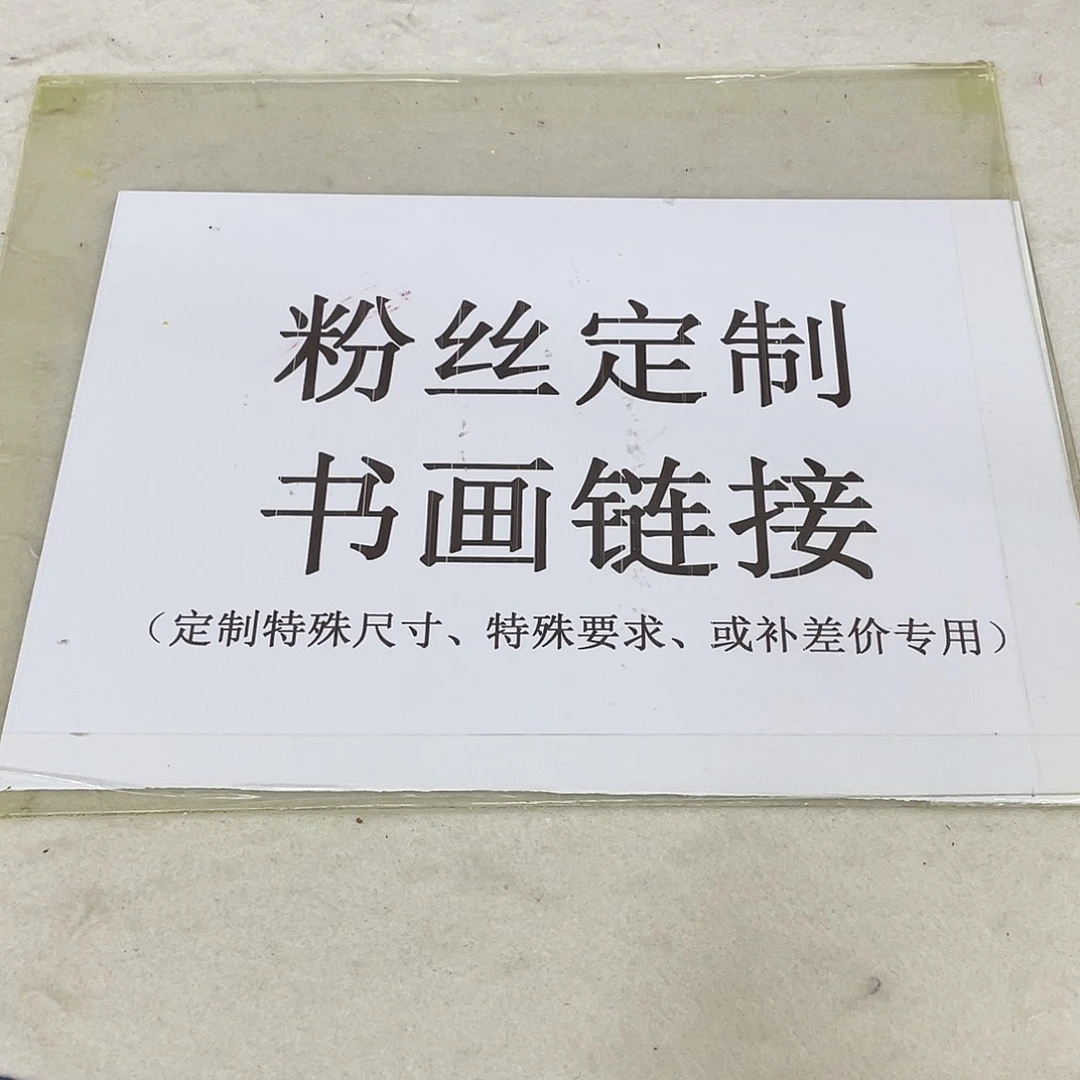 粉丝定制
书画链接
（定制特殊尺寸、特殊要求、或补差价专用）